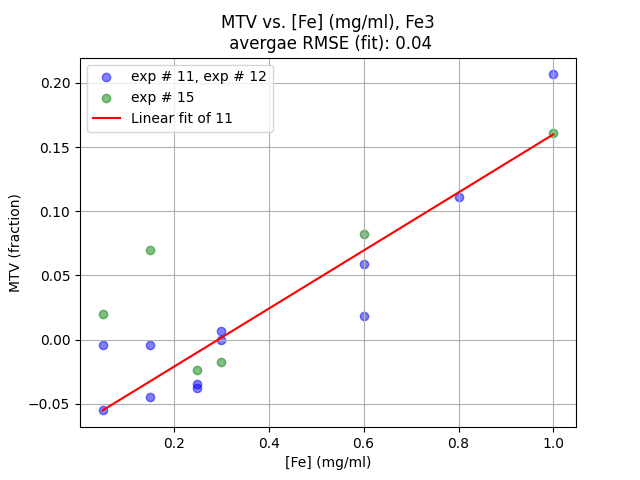 MTV vs. [Fe] (mg/ml), Fe3
avergae RMSE (fit): 0.04
exp # 11, exp # 12
exp # 15
Linear fit of 11
0.20
0.15
0.10
0.05
0.00
−0.05
MTV (fraction)
0.2 0.4 0.6 0.8 1.0
[Fe] (mg/ml)